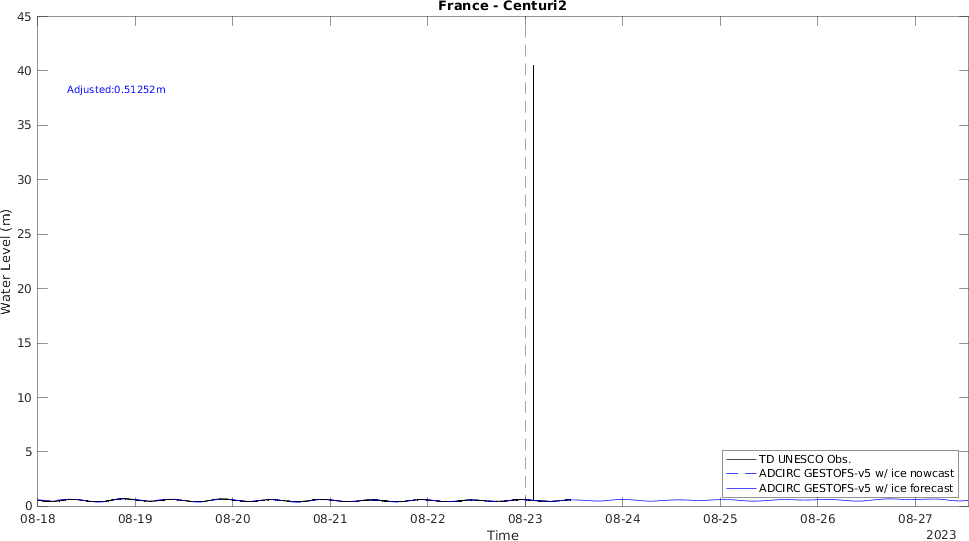 France - Centuri2
45
40
35
30
25
20
15
10
5
0
Water Level (m)
Adjusted:0.51252m
TD UNESCO Obs.
ADCIRC GESTOFS-v5 w/ ice nowcast
ADCIRC GESTOFS-v5 w/ ice forecast
08-18 08-19 08-20 08-21 08-22 08-23 08-24 08-25 08-26 08-27
Time
2023